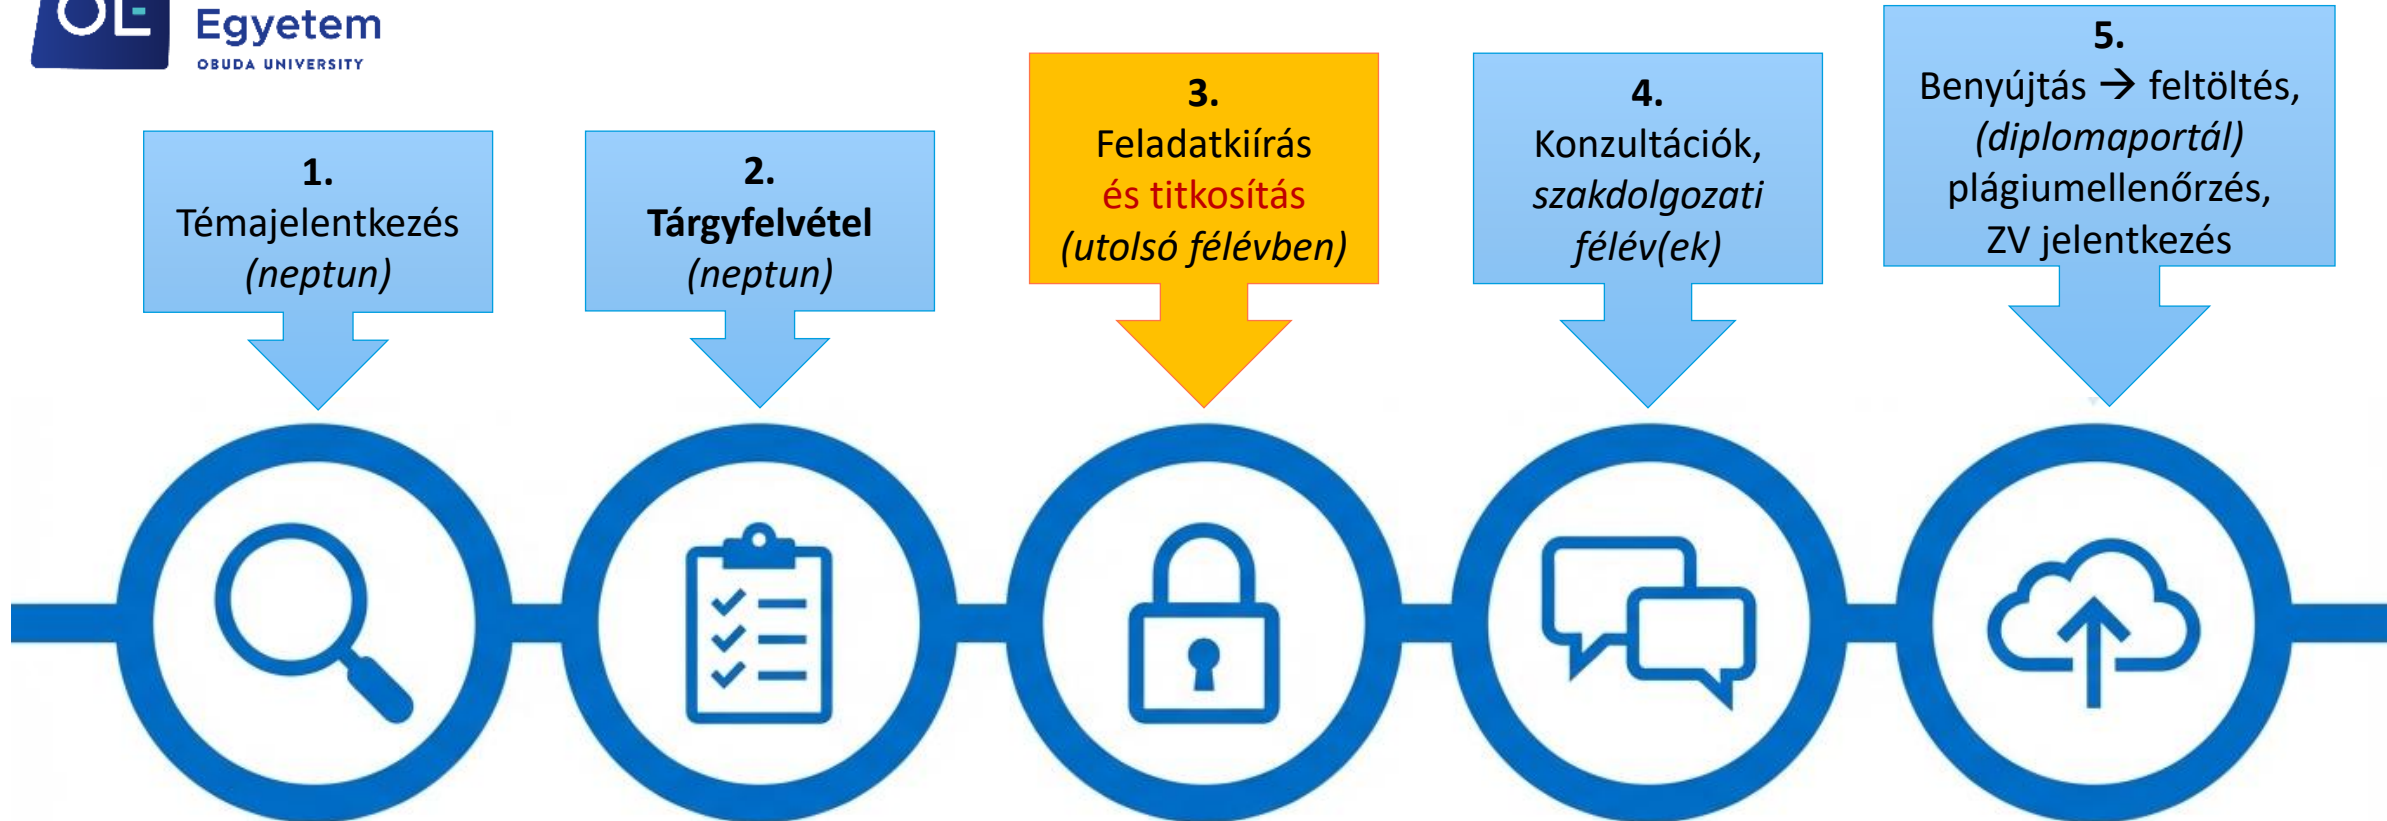 OE
Egyetem
OBUDA UNIVERSITY
1.
Témajelentkezés
(neptun)
2.
Tárgyfelvétel
(neptun)
3.
Feladatkiírás
és titkosítás
(utolsó félévben)
4.
Konzultációk,
szakdolgozati
félév(ek)
5.
Benyújtás → feltöltés,
(diplomaportál)
plágiumellenőrzés,
ZV jelentkezés